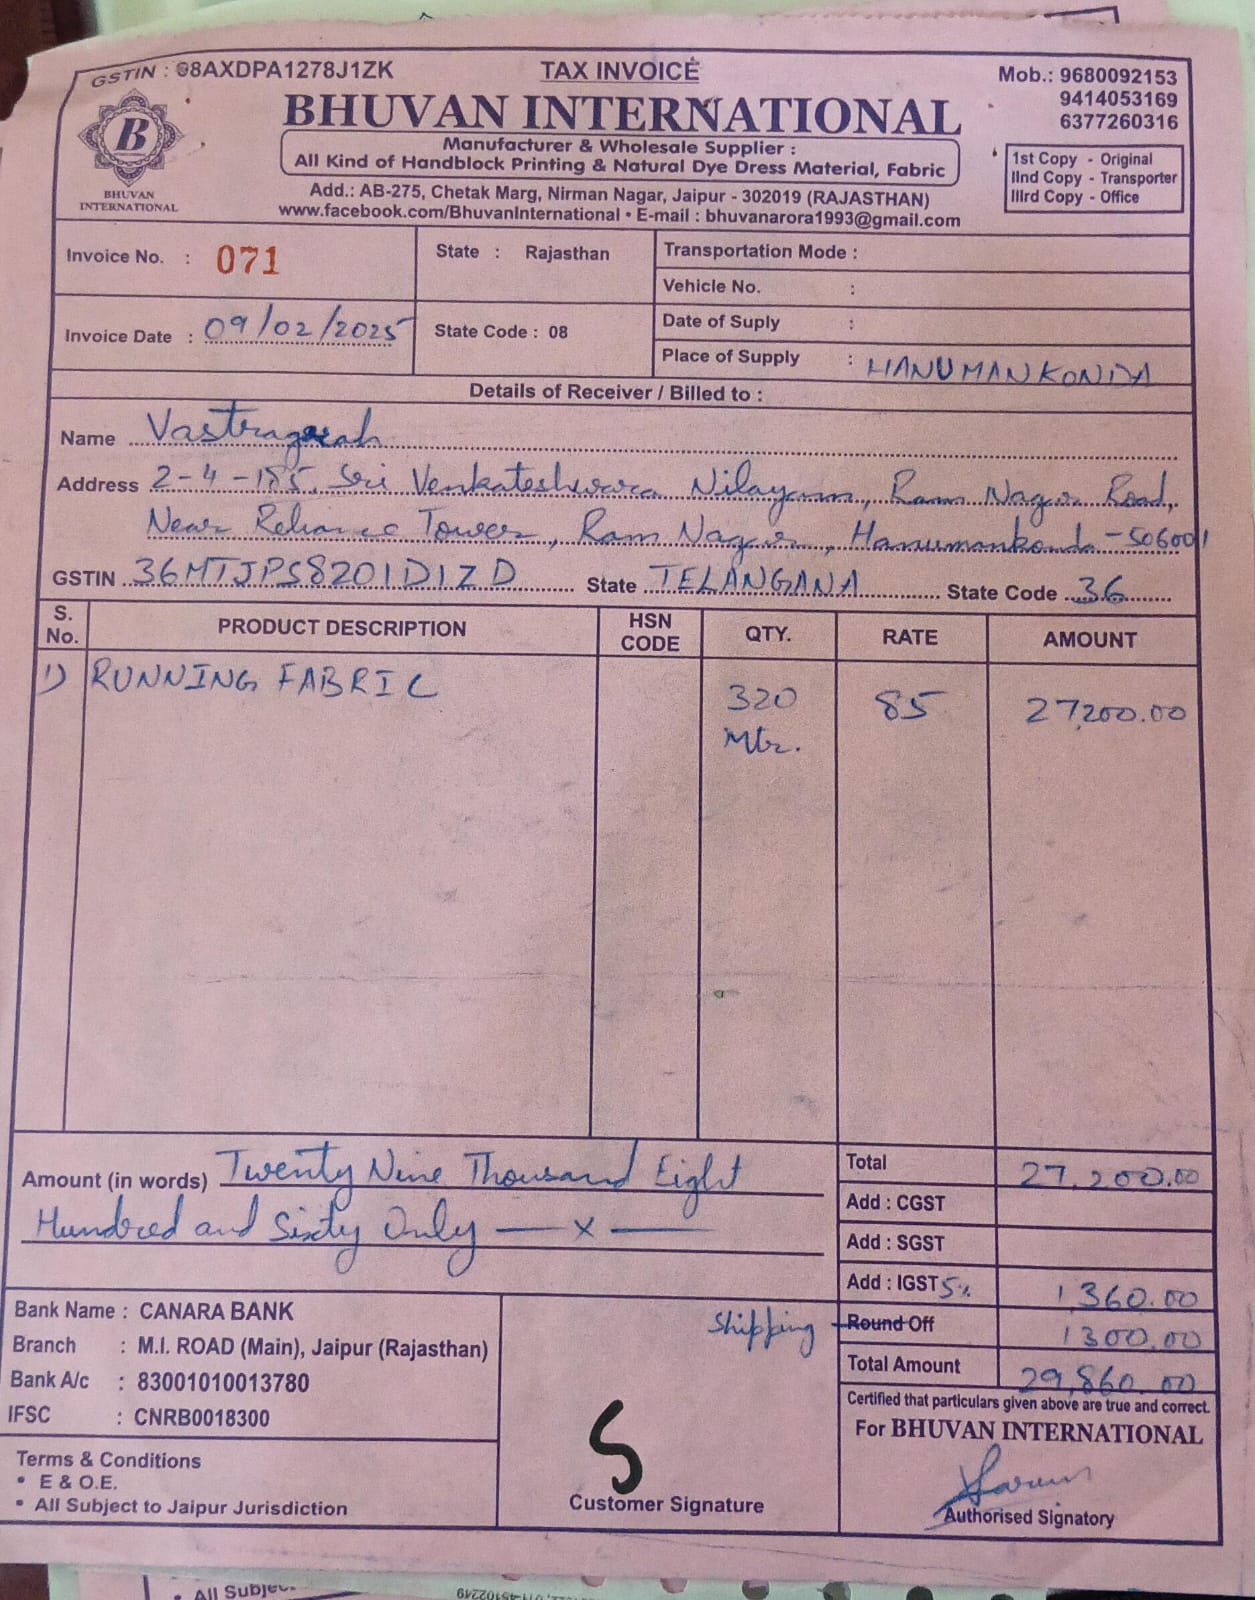 GSTIN : 08AXDPA1278J1ZK
TAX INVOICE
Mob.: 9680092153
9414053169
6377260316
B
BHUVAN
INTERNATIONAL
BHUVAN INTERNATIONAL
Manufacturer & Wholesale Supplier :
All Kind of Handblock Printing & Natural Dye Dress Material, Fabric
Add.: AB-275, Chetak Marg, Nirman Nagar, Jaipur - 302019 (RAJASTHAN)
www.facebook.com/BhuvanInternational • E-mail : bhuvanarora1993@gmail.com
1st Copy - Original
IInd Copy - Transporter
IIIrd Copy - Office
Invoice No. : 071
State : Rajasthan
Transportation Mode :
Vehicle No. :
Invoice Date : 09/02/2025
State Code : 08
Date of Suply :
Place of Supply : HANUMANKONDA
Details of Receiver / Billed to :
Name Vastragarah
Address 2-4-185, Sri Venkateshwara Nilayam, Ram Nagar Road,
Near Reliance Tower, Ram Nagar, Hanumankonda-506001
GSTIN 36MTJPS8201D1ZD State TELANGANA State Code 36
S. No. PRODUCT DESCRIPTION HSN CODE QTY. RATE AMOUNT
1) RUNNING FABRIC 320 Mtr. 85 27,200.00
Amount (in words) Twenty Nine Thousand Eight
Hundred and Sixty Only —x—
Total 27,200.00
Add : CGST
Add : SGST
Add : IGST 5% 1,360.00
Shipping Round Off 1300.00
Total Amount 29,860.00
Bank Name : CANARA BANK
Branch : M.I. ROAD (Main), Jaipur (Rajasthan)
Bank A/c : 83001010013780
IFSC : CNRB0018300
Terms & Conditions
• E & O.E.
• All Subject to Jaipur Jurisdiction
5
Customer Signature
Certified that particulars given above are true and correct.
For BHUVAN INTERNATIONAL
Authorised Signatory
• All Subjec